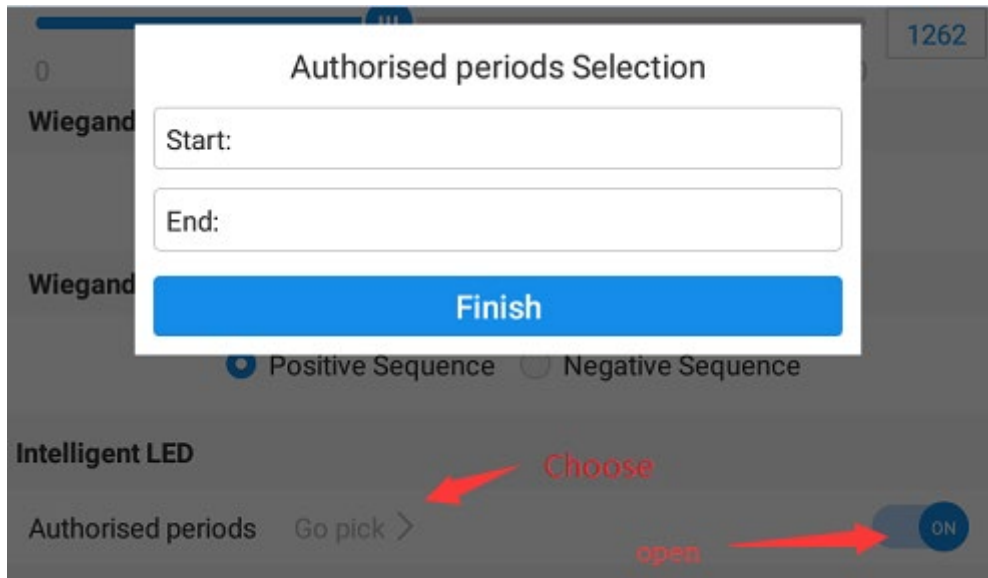 1262
0
Authorised periods Selection
Wiegand
Start:
End:
Wiegand
Finish
Positive Sequence Negative Sequence
Intelligent LED
Choose
Authorised periods Go pick >
ON
open